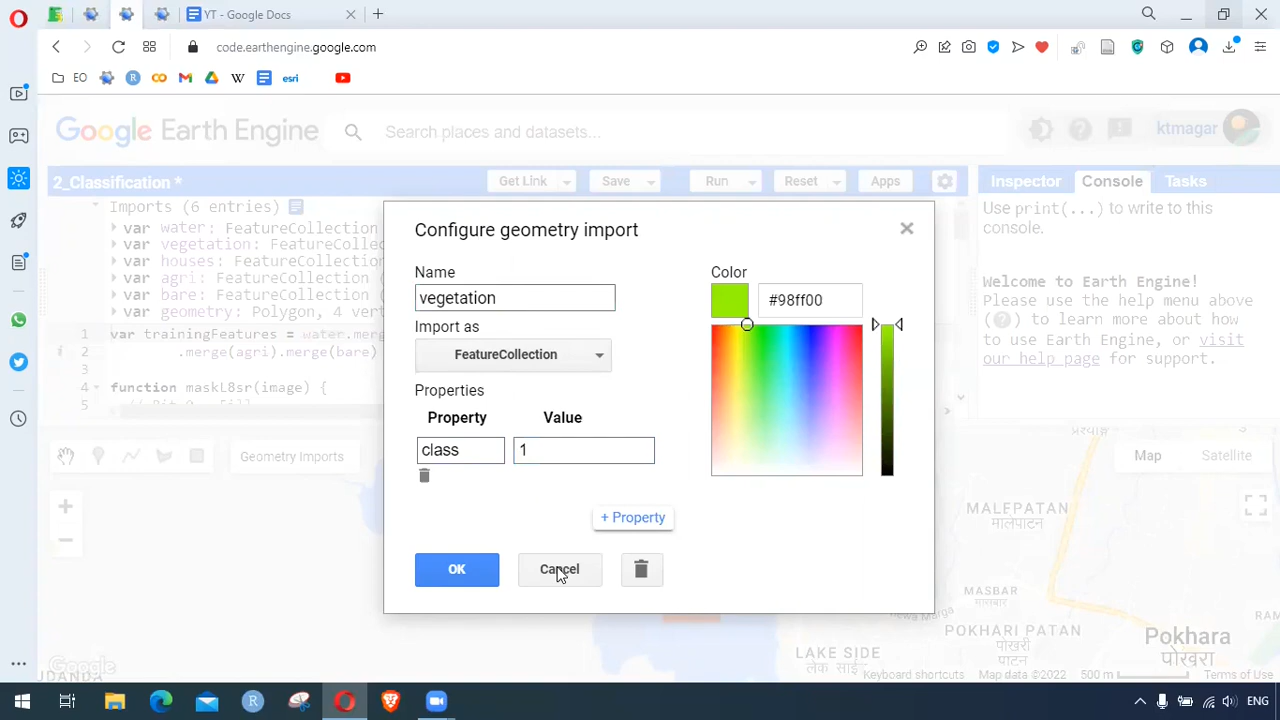 YT - Google Docs
code.earthengine.google.com
EO
esri
Google Earth Engine
Search places and datasets...
ktmagar
2_Classification *
Get Link
Save
Run
Reset
Apps
Inspector
Console
Tasks
Imports (6 entries)
var water: FeatureCollection
var vegetation: FeatureCollec
var houses: FeatureCollection
var agri: FeatureCollection (
var bare: FeatureCollection (
var geometry: Polygon, 4 vert
1 var trainingFeatures = water.mer
2 .merge(agri).merge(bare)
3
4 function maskL8sr(image) {
5
Use print(...) to write to this
console.
Welcome to Earth Engine!
Please use the help menu above
(?) to learn more about how
to use Earth Engine, or visit
our help page for support.
Configure geometry import
Name
vegetation
Import as
FeatureCollection
Properties
Property Value
class 1
+ Property
OK
Cancel
Color
#98ff00
Geometry Imports
Map
Satellite
MALEPATAN
मालेपाटन
MASBAR
मासबार
POKHARI PATAN
पोखरी
पाटन
LAKE SIDE
लेक साई
Pokhara
पोखरा
Google
Keyboard shortcuts
Map data ©2022
500 m
Terms of Use
ENG